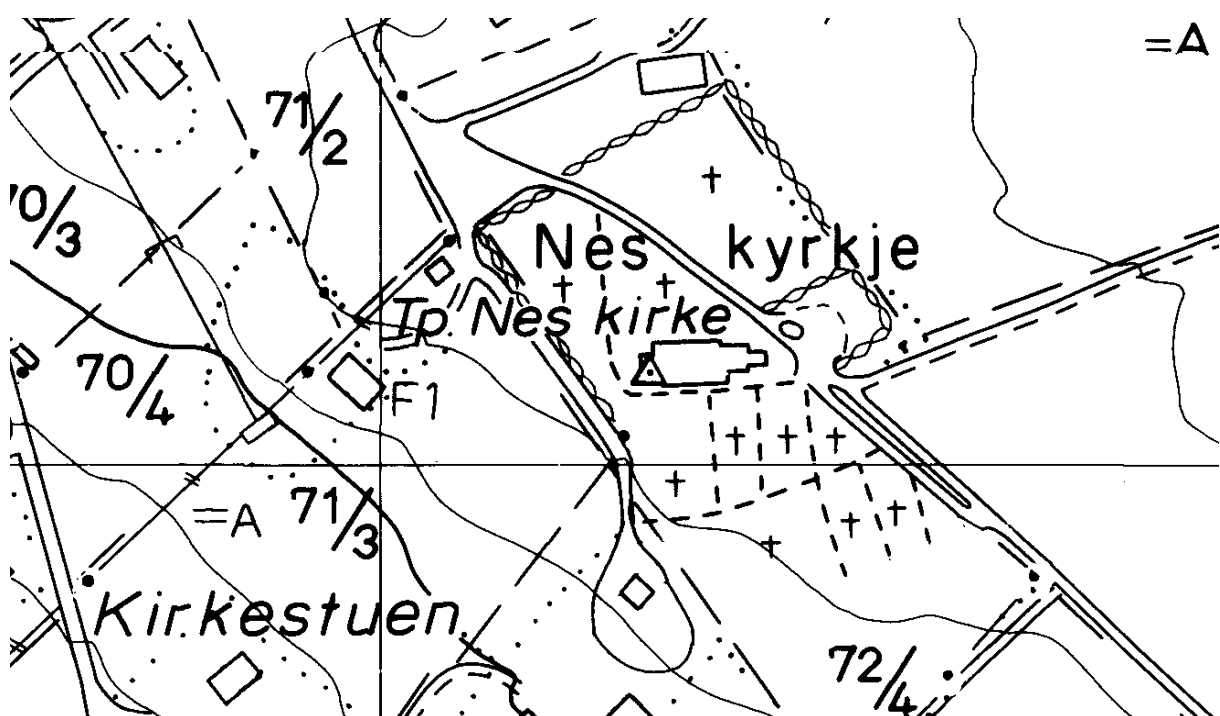 =A
71/2
70/3
Nes kyrkje
Tp Nes kirke
70/4
F1
71/3
=A
Kirkestuen
72/4